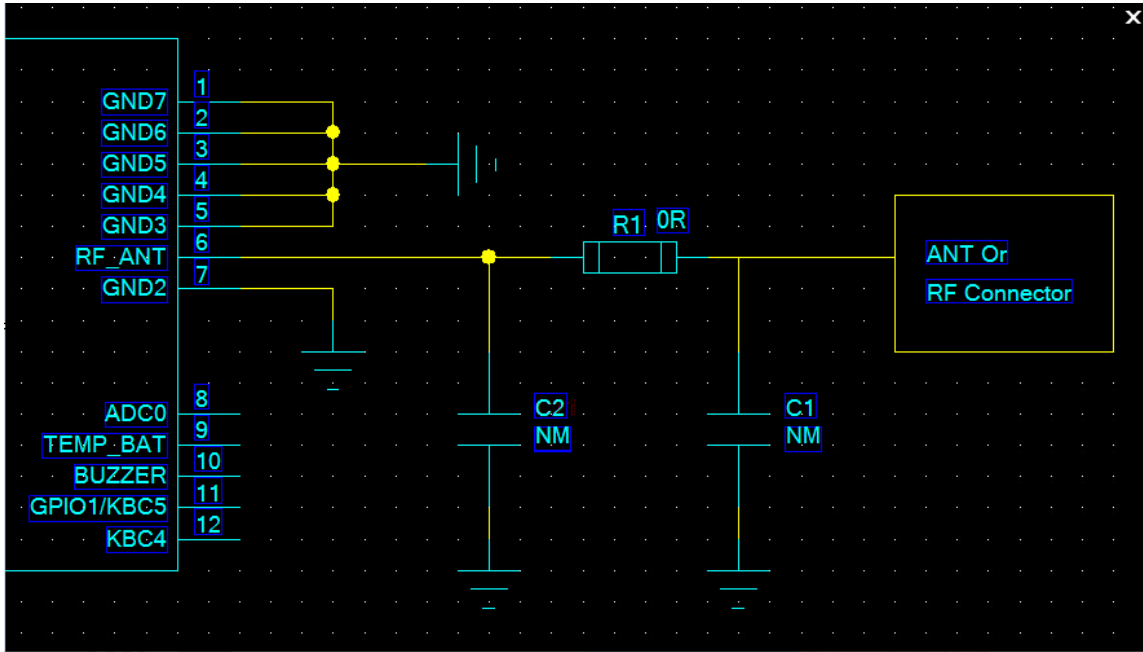 X
GND7 1
GND6 2
GND5 3
GND4 4
GND3 5
RF_ANT 6
GND2 7
ADC0 8
TEMP_BAT 9
BUZZER 10
GPIO1/KBC5 11
KBC4 12
R1 0R
ANT Or
RF Connector
C2
NM
C1
NM